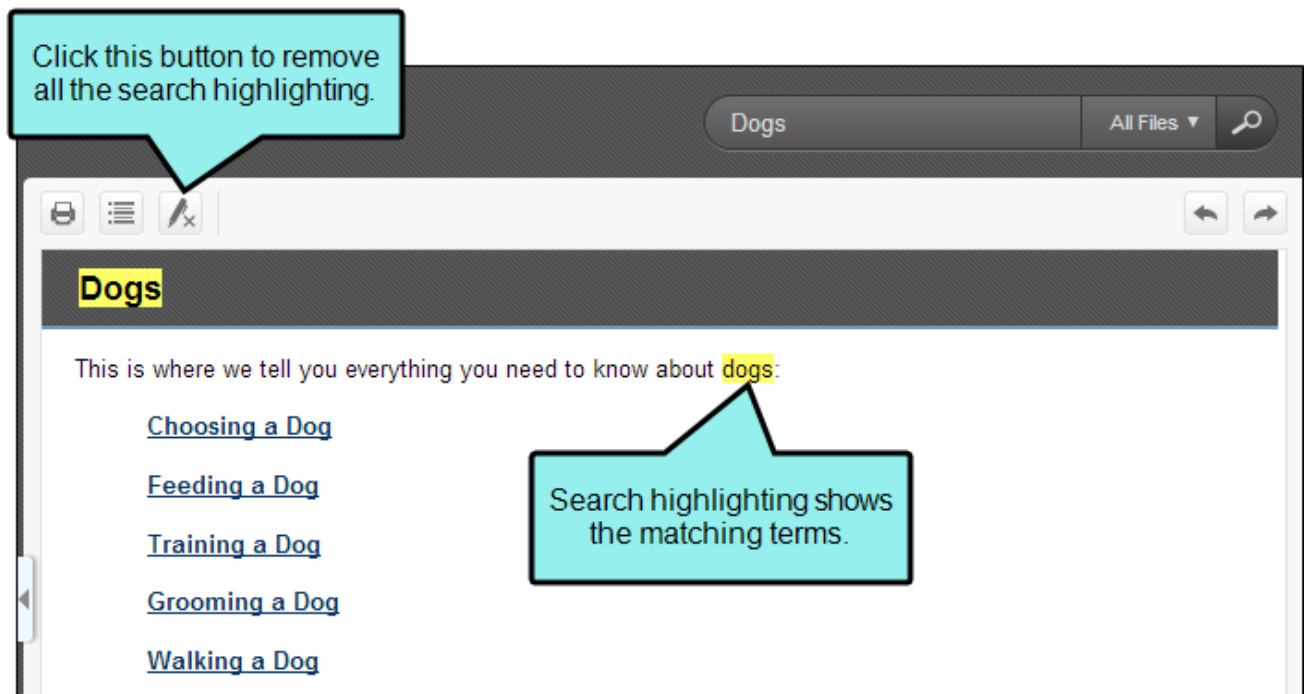 Click this button to remove
all the search highlighting.
Dogs
All Files
Dogs
This is where we tell you everything you need to know about dogs:
Choosing a Dog
Feeding a Dog
Search highlighting shows
the matching terms.
Training a Dog
Grooming a Dog
Walking a Dog